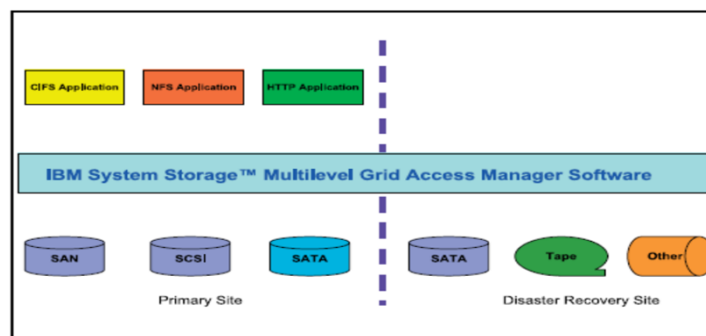 CIFS Application NFS Application HTTP Application
IBM System Storage™ Multilevel Grid Access Manager Software
SAN SCSI SATA SATA Tape Other
Primary Site Disaster Recovery Site